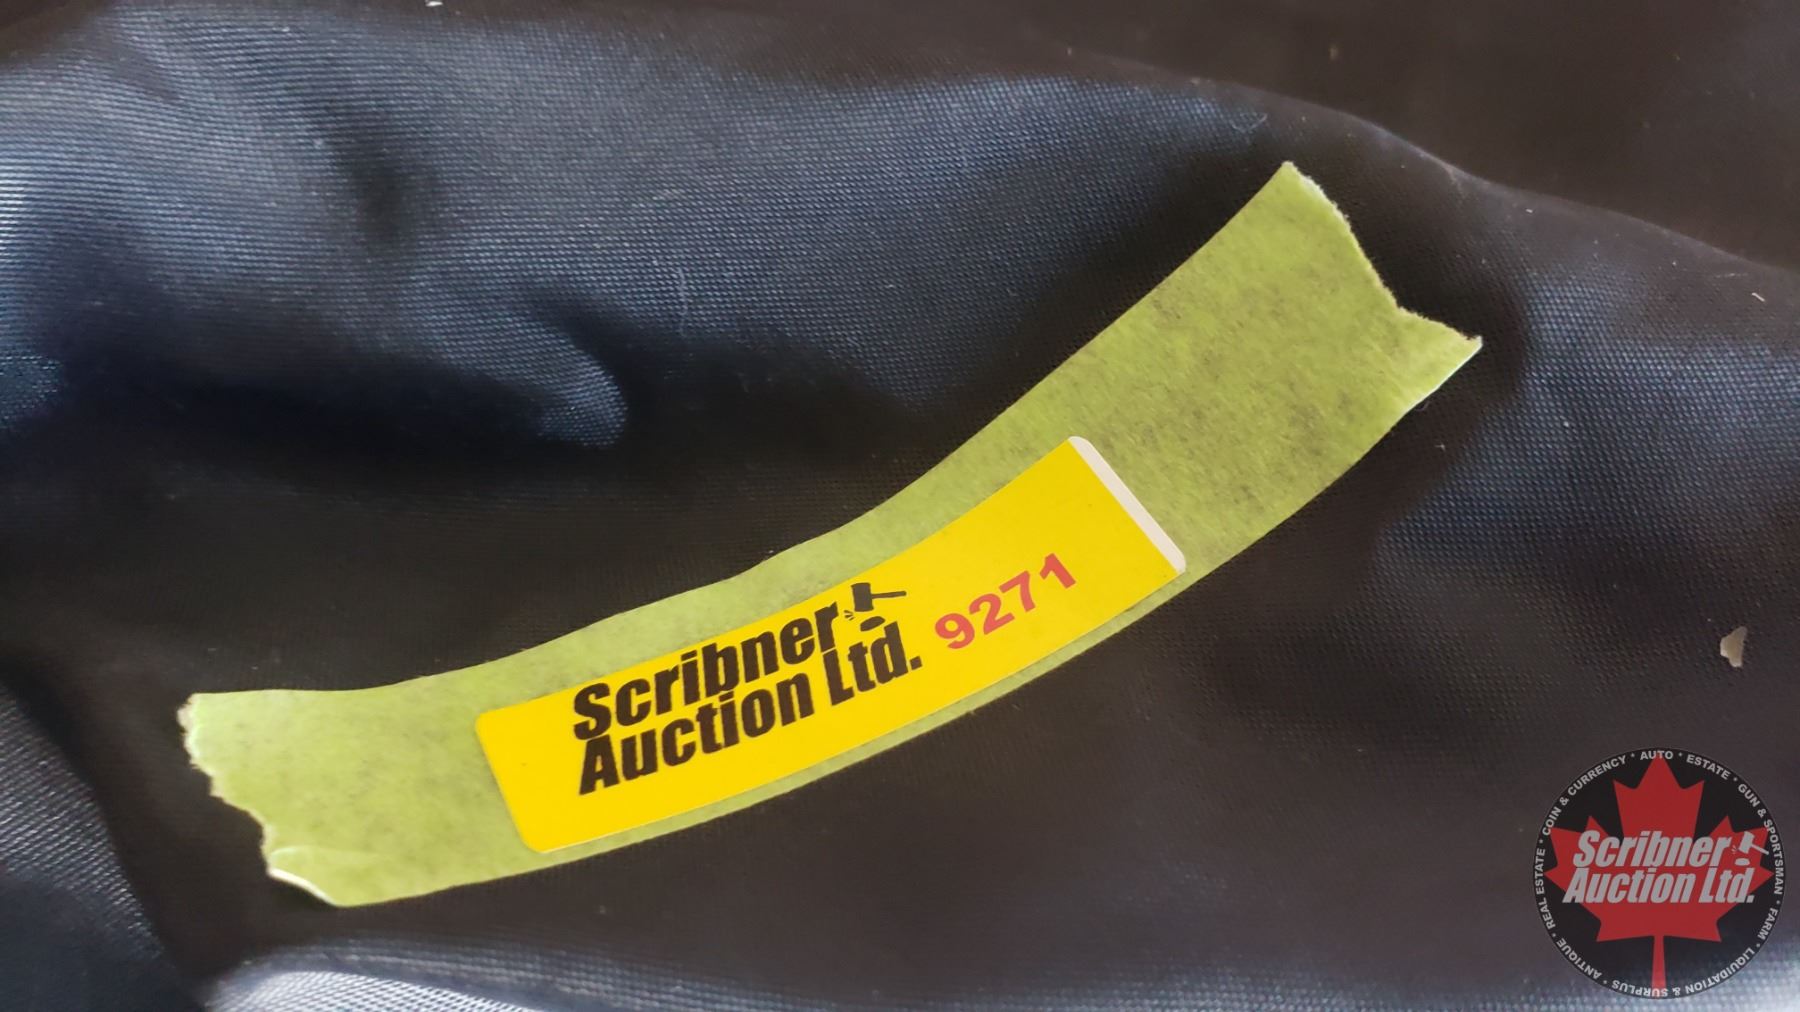 Scribner
Auction Ltd. 9271
COIN & CURRENCY * AUTO * ESTATE * GUN & SPORTSMAN * FARM * LIQUIDATION & SURPLUS * ANTIQUE * REAL ESTATE *
Scribner
Auction Ltd.